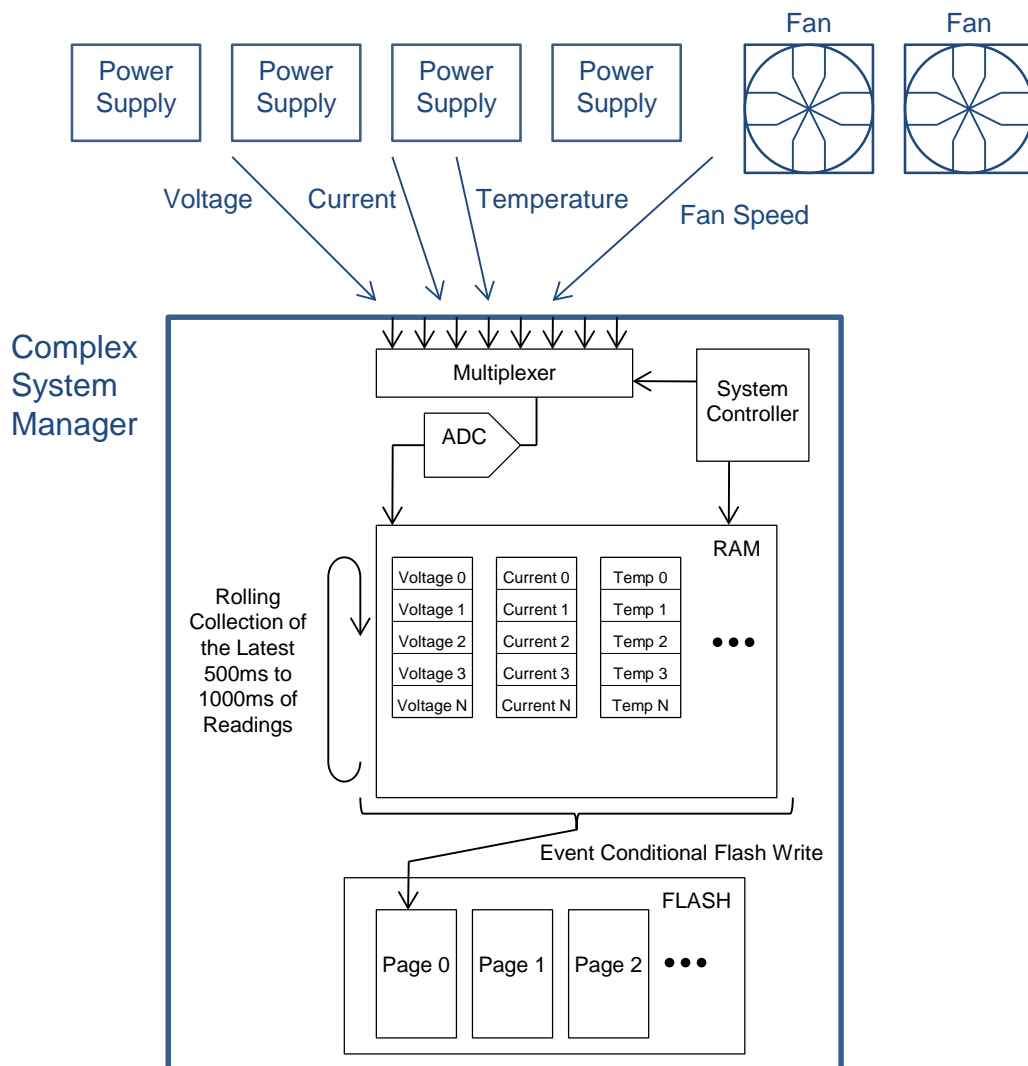 Fan
Fan
Power
Supply
Power
Supply
Power
Supply
Power
Supply
Voltage
Current
Temperature
Fan Speed
Complex
System
Manager
Multiplexer
System
Controller
ADC
RAM
Rolling
Collection of
the Latest
500ms to
1000ms of
Readings
Voltage 0
Voltage 1
Voltage 2
Voltage 3
Voltage N
Current 0
Current 1
Current 2
Current 3
Current N
Temp 0
Temp 1
Temp 2
Temp 3
Temp N
•••
Event Conditional Flash Write
FLASH
Page 0
Page 1
Page 2
•••